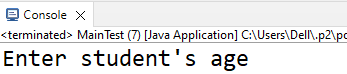 Console
<terminated> MainTest (7) [Java Application] C:\Users\Dell\.p2\po
Enter student's age